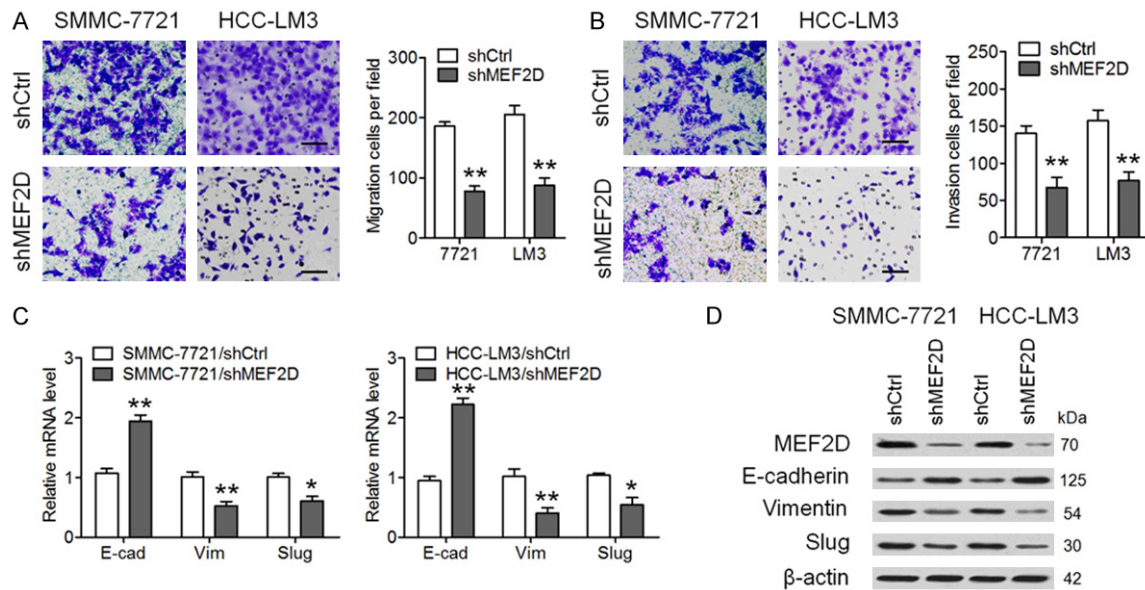 A
SMMC-7721 HCC-LM3
shCtrl
shMEF2D
Migration cells per field
300
200
100
0
shCtrl
shMEF2D
**
**
7721 LM3
B
SMMC-7721 HCC-LM3
shCtrl
shMEF2D
Invasion cells per field
250
200
150
100
50
0
shCtrl
shMEF2D
**
**
7721 LM3
C
Relative mRNA level
3
2
1
0
SMMC-7721/shCtrl
SMMC-7721/shMEF2D
**
**
*
E-cad Vim Slug
Relative mRNA level
3
2
1
0
HCC-LM3/shCtrl
HCC-LM3/shMEF2D
**
**
*
E-cad Vim Slug
D
SMMC-7721 HCC-LM3
shCtrl shMEF2D shCtrl shMEF2D kDa
MEF2D 70
E-cadherin 125
Vimentin 54
Slug 30
β-actin 42